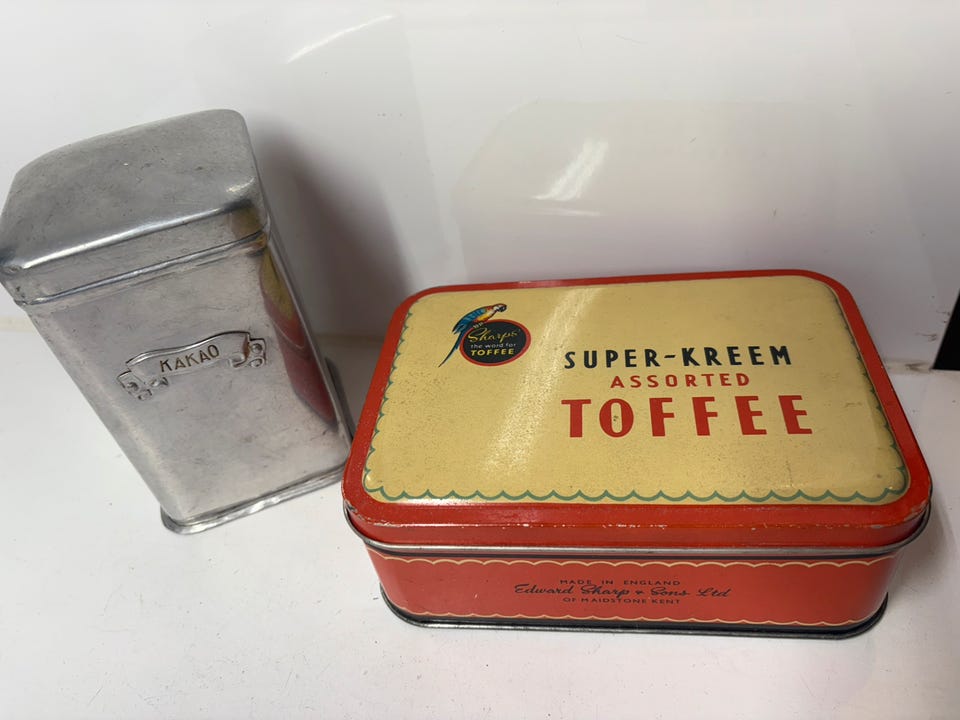 KAKAO
Sharps'
the word for
TOFFEE
SUPER-KREEM
ASSORTED
TOFFEE
MADE IN ENGLAND
Edward Sharp & Sons Ltd
OF MAIDSTONE KENT